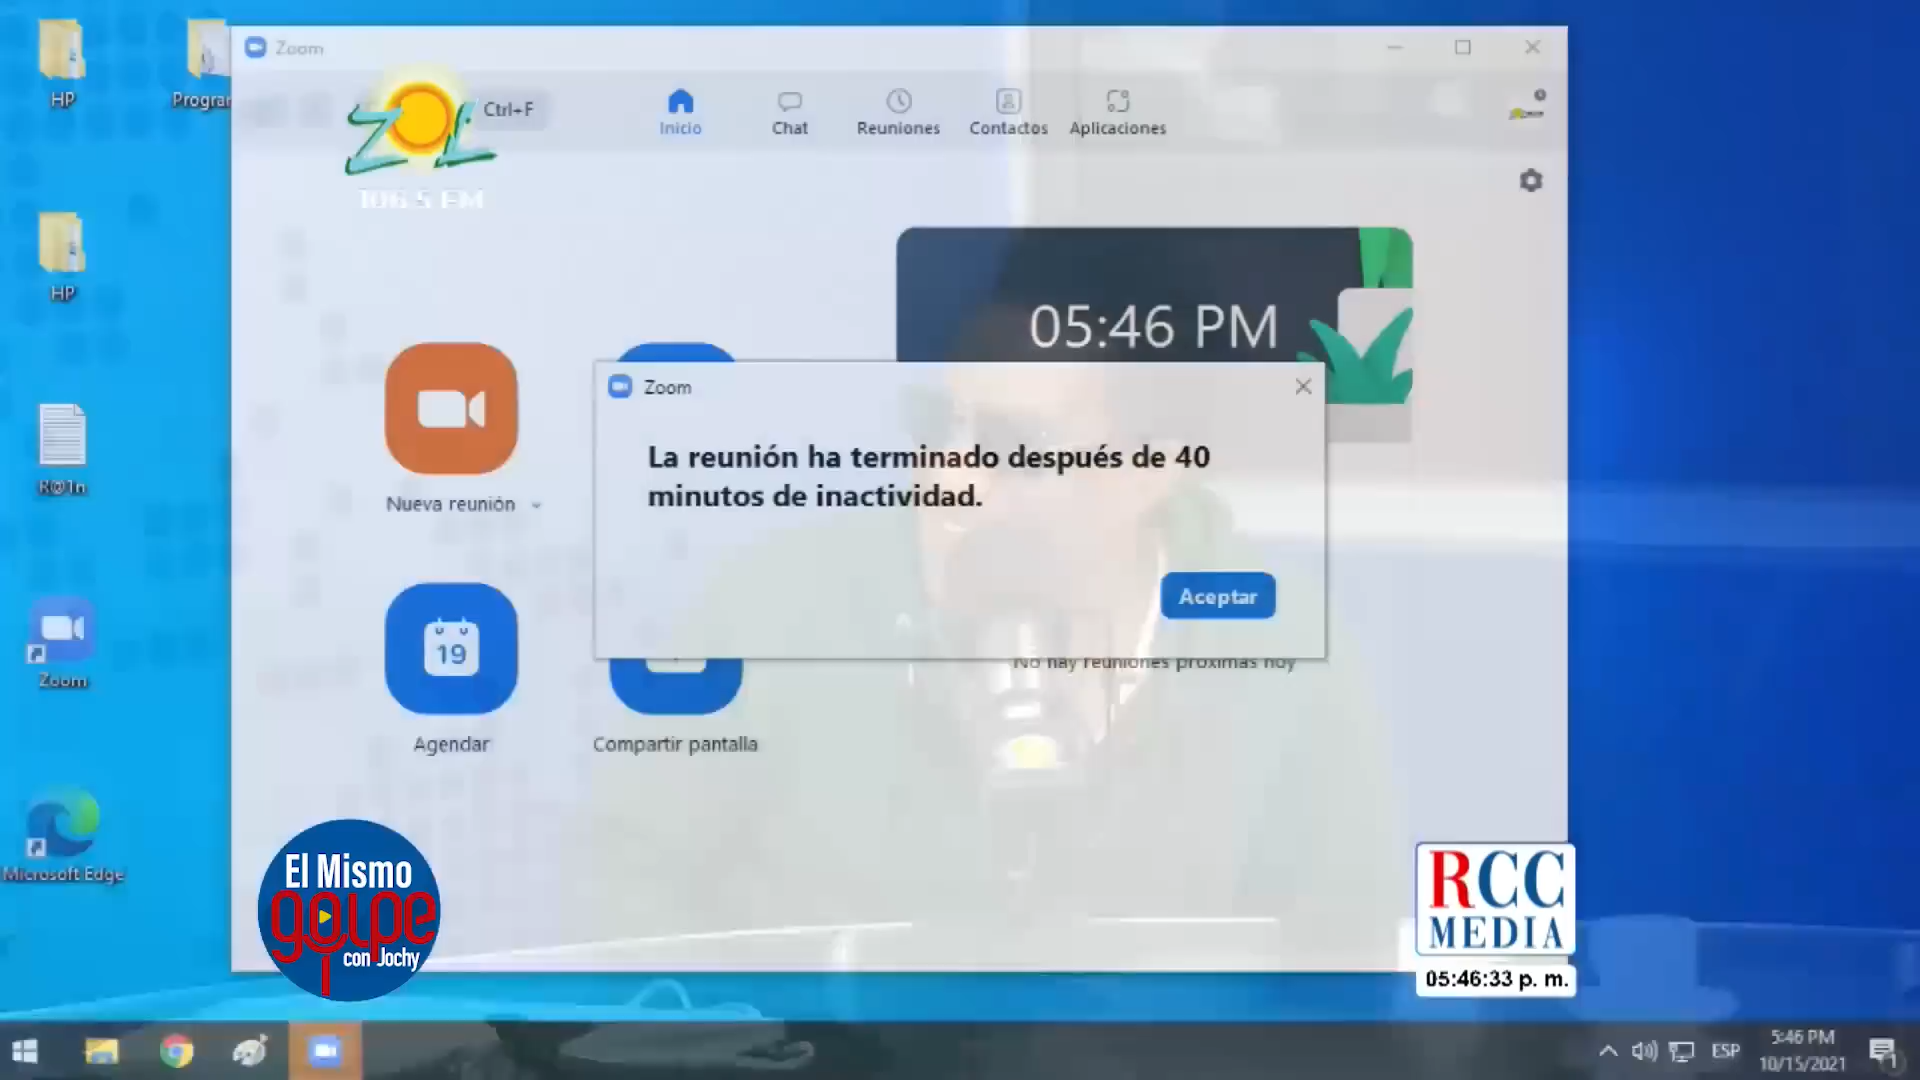 HP
Progra
HP
R@1n
Zoom
Microsoft Edge
Zoom
ZOL
106.5 FM
Ctrl+F
Inicio
Chat
Reuniones
Contactos
Aplicaciones
05:46 PM
Nueva reunión
Zoom
La reunión ha terminado después de 40
minutos de inactividad.
Aceptar
No hay reuniones próximas hoy
19
Agendar
Compartir pantalla
El Mismo
golpe
con Jochy
RCC
MEDIA
05:46:33 p. m.
ESP
5:46 PM
10/15/2021
1